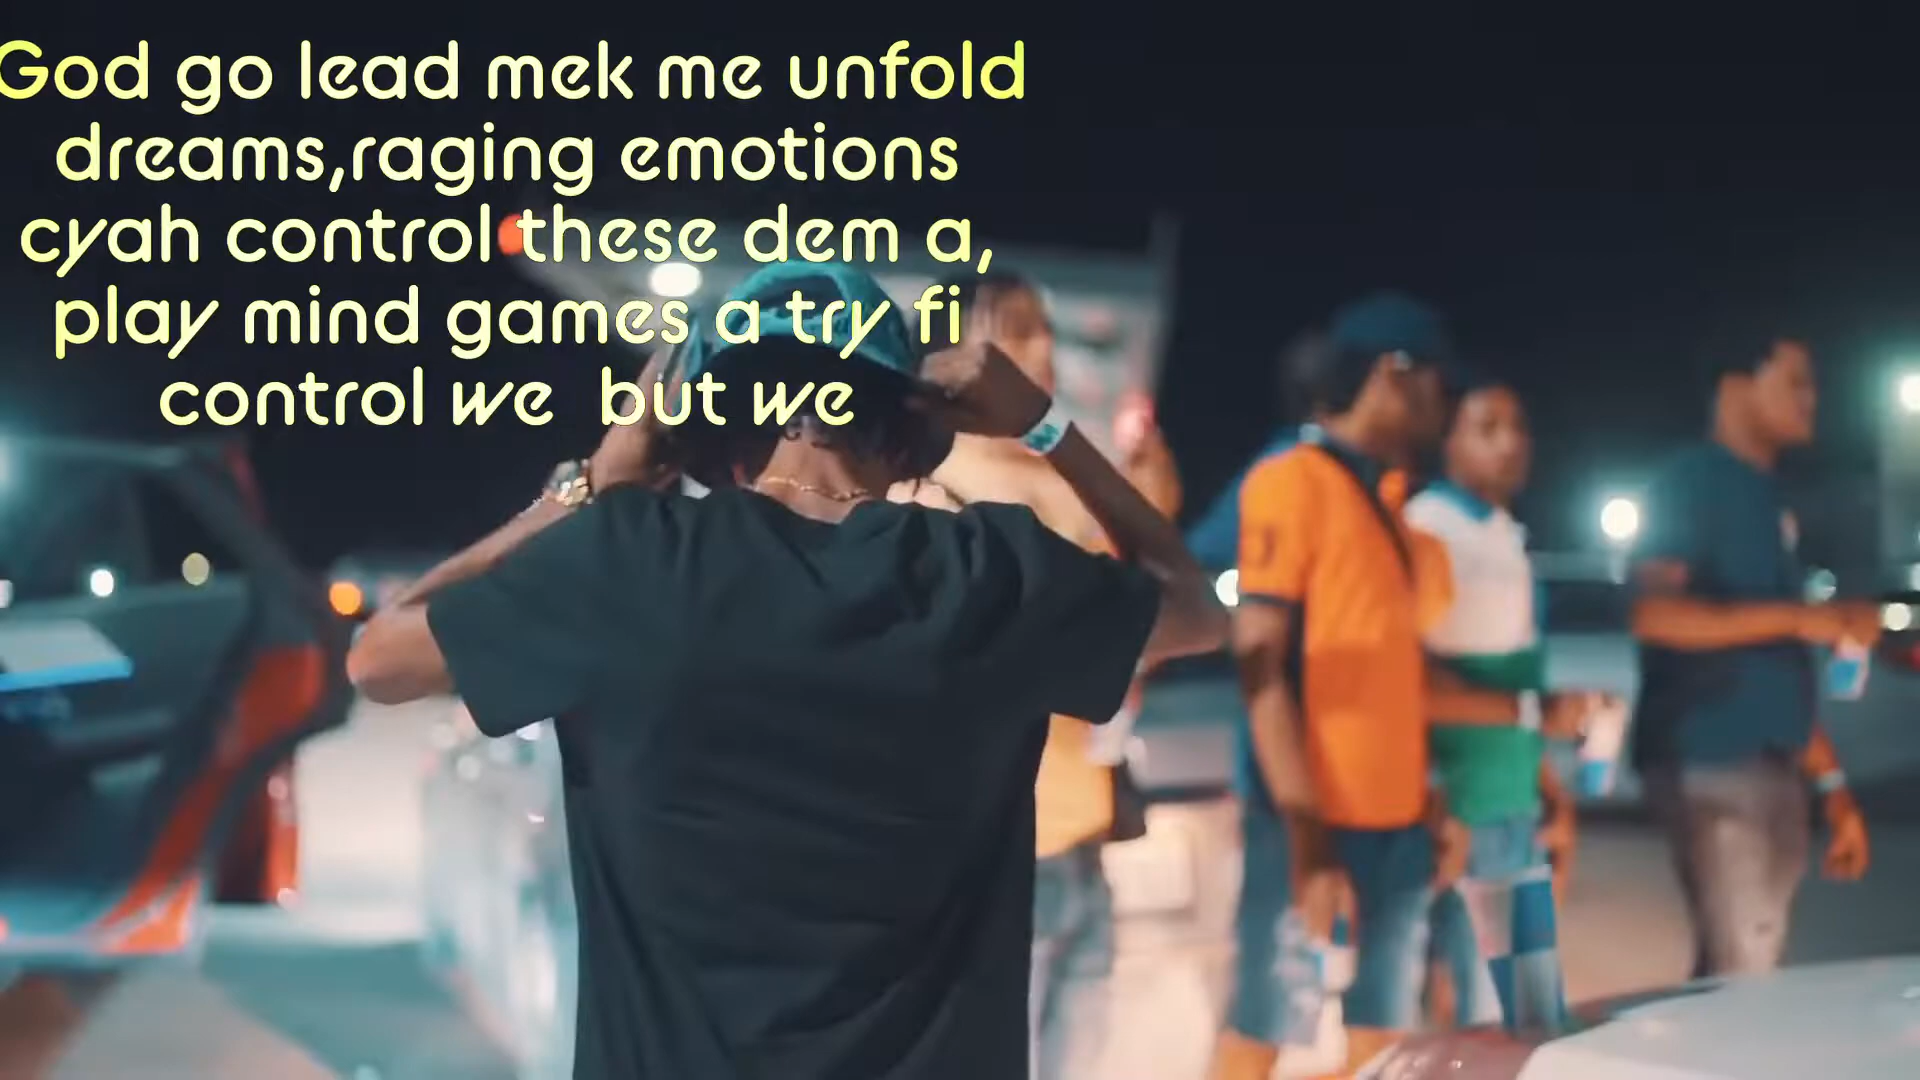 God go lead mek me unfold
dreams,raging emotions
cyah control these dem a,
play mind games a try fi
control we  but we